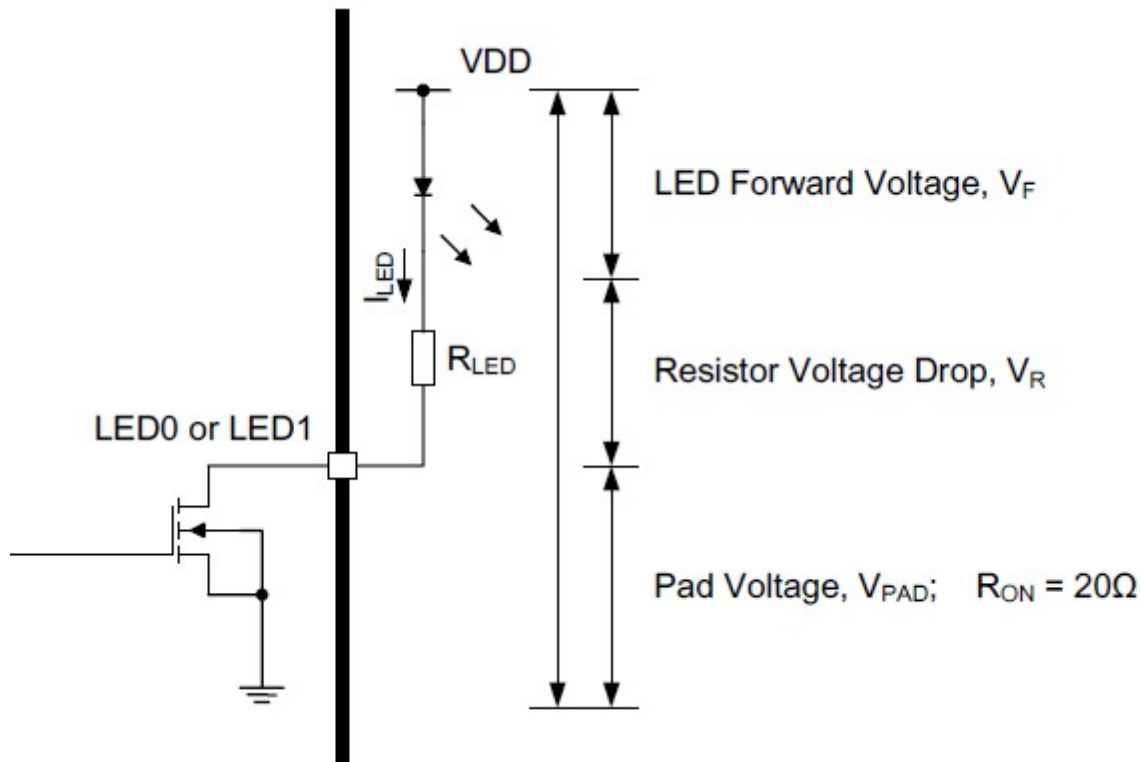 VDD
LED Forward Voltage, VF
ILED
RLED
Resistor Voltage Drop, VR
LED0 or LED1
Pad Voltage, VPAD; RON = 20Ω